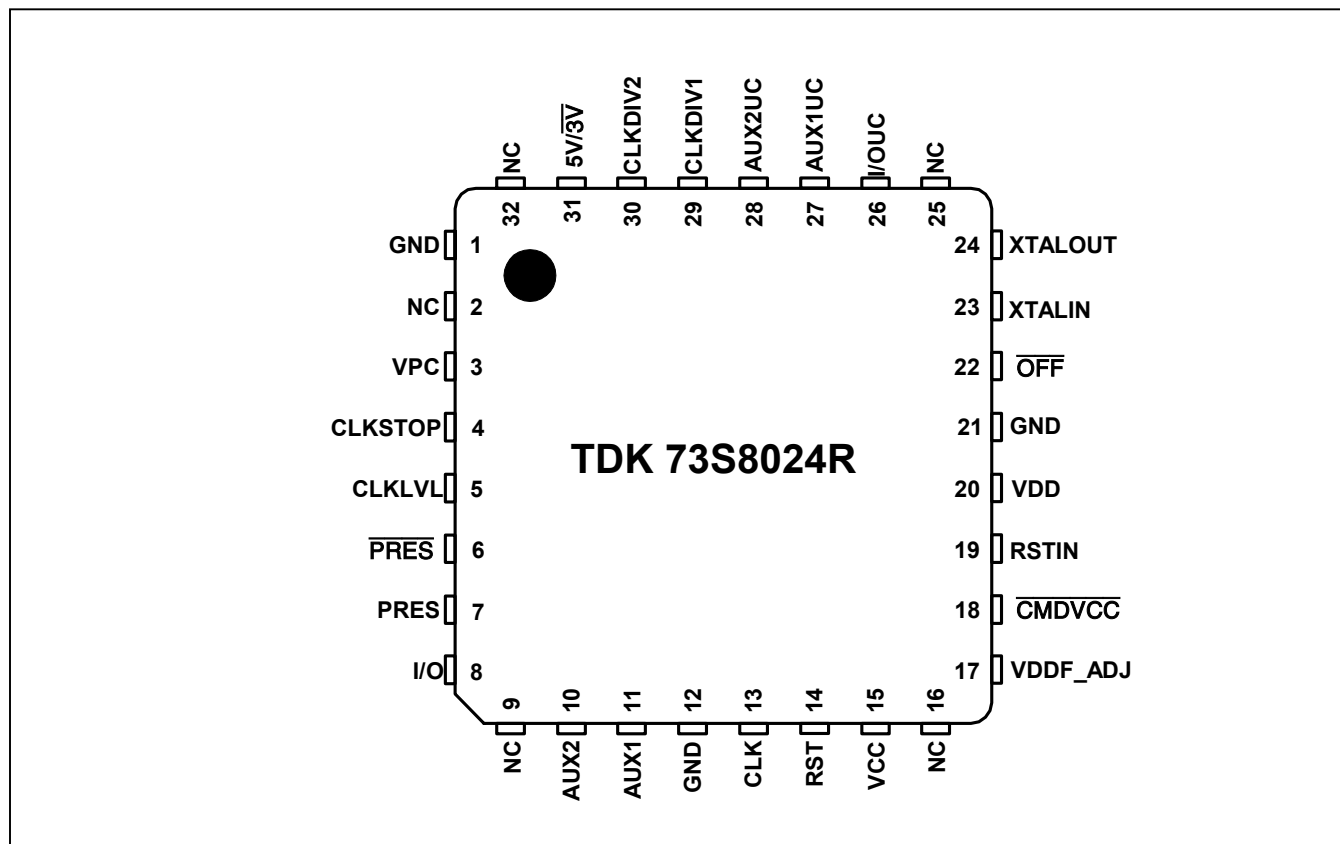 NC
5V/3V
CLKDIV2
CLKDIV1
AUX2UC
AUX1UC
I/OUC
NC
32
31
30
29
28
27
26
25
GND 1
NC 2
VPC 3
CLKSTOP 4
CLKLVL 5
PRES 6
PRES 7
I/O 8
TDK 73S8024R
24 XTALOUT
23 XTALIN
22 OFF
21 GND
20 VDD
19 RSTIN
18 CMDVCC
17 VDDF_ADJ
9
10
11
12
13
14
15
16
NC
AUX2
AUX1
GND
CLK
RST
VCC
NC